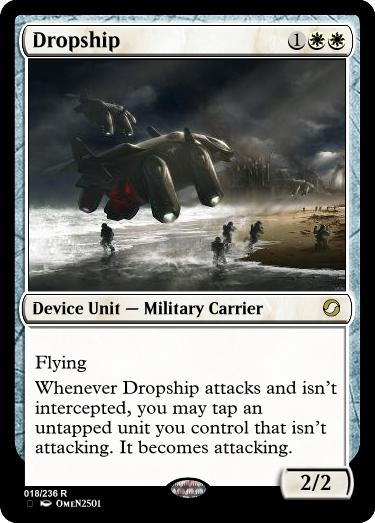 Dropship 1
Device Unit — Military Carrier
Flying
Whenever Dropship attacks and isn't
intercepted, you may tap an
untapped unit you control that isn't
attacking. It becomes attacking.
2/2
018/236 R
OMEN2501